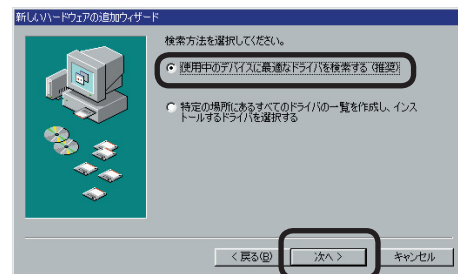 新しいハードウェアの追加ウィザード
検索方法を選択してください。
使用中のデバイスに最適なドライバを検索する（推奨）
特定の場所にあるすべてのドライバの一覧を作成し、インス
トールするドライバを選択する
< 戻る(B)
次へ >
キャンセル